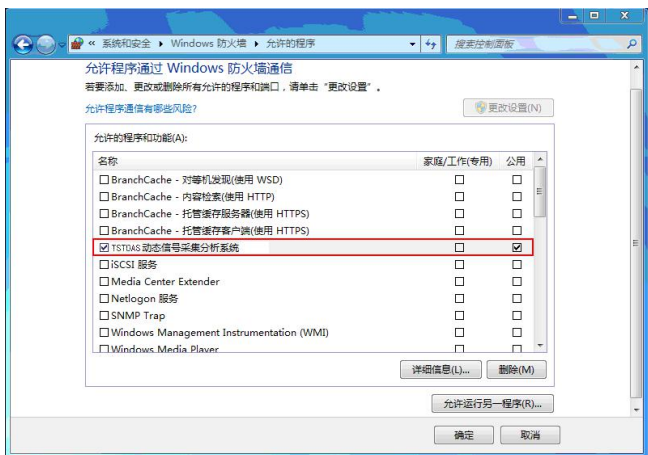 « 系统和安全 ▸ Windows 防火墙 ▸ 允许的程序
搜索控制面板
允许程序通过 Windows 防火墙通信
若要添加、更改或删除所有允许的程序和端口，请单击“更改设置”。
允许程序通信有哪些风险?
更改设置(N)
允许的程序和功能(A):
名称 家庭/工作(专用) 公用
BranchCache - 对等机发现(使用 WSD)
BranchCache - 内容检索(使用 HTTP)
BranchCache - 托管缓存服务器(使用 HTTPS)
BranchCache - 托管缓存客户端(使用 HTTPS)
TSTDAS 动态信号采集分析系统
iSCSI 服务
Media Center Extender
Netlogon 服务
SNMP Trap
Windows Management Instrumentation (WMI)
Windows Media Player
详细信息(L)... 删除(M)
允许运行另一程序(R)...
确定 取消